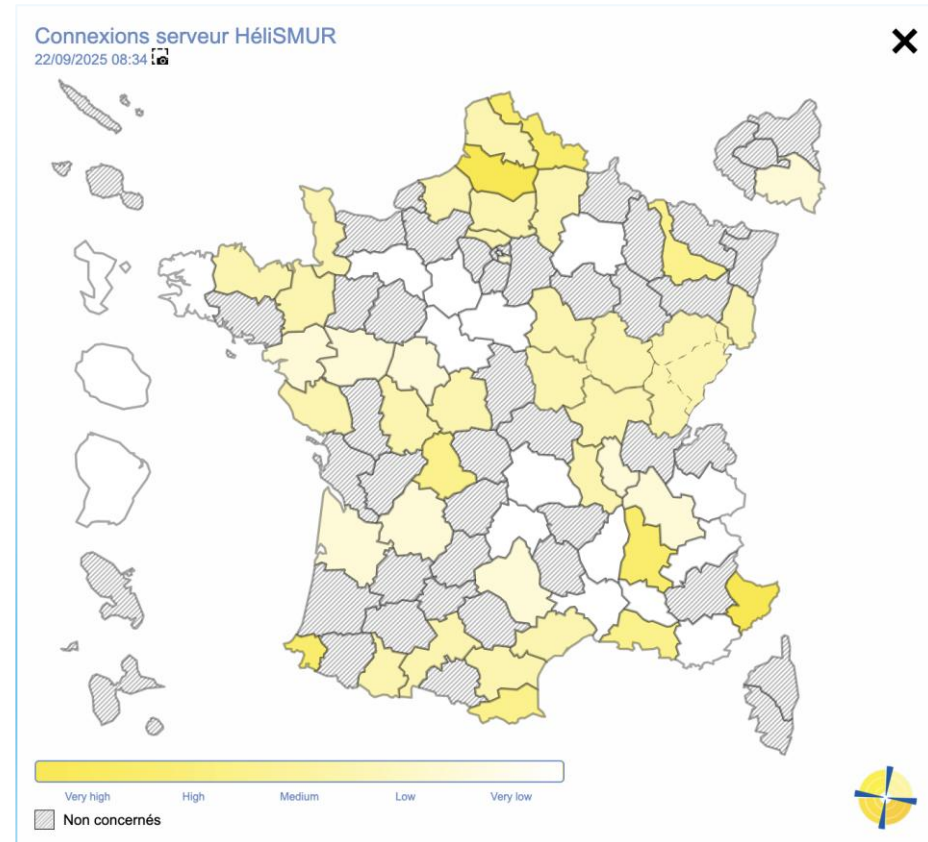 Connexions serveur HéliSMUR
22/09/2025 08:34
Very high High Medium Low Very low
Non concernés